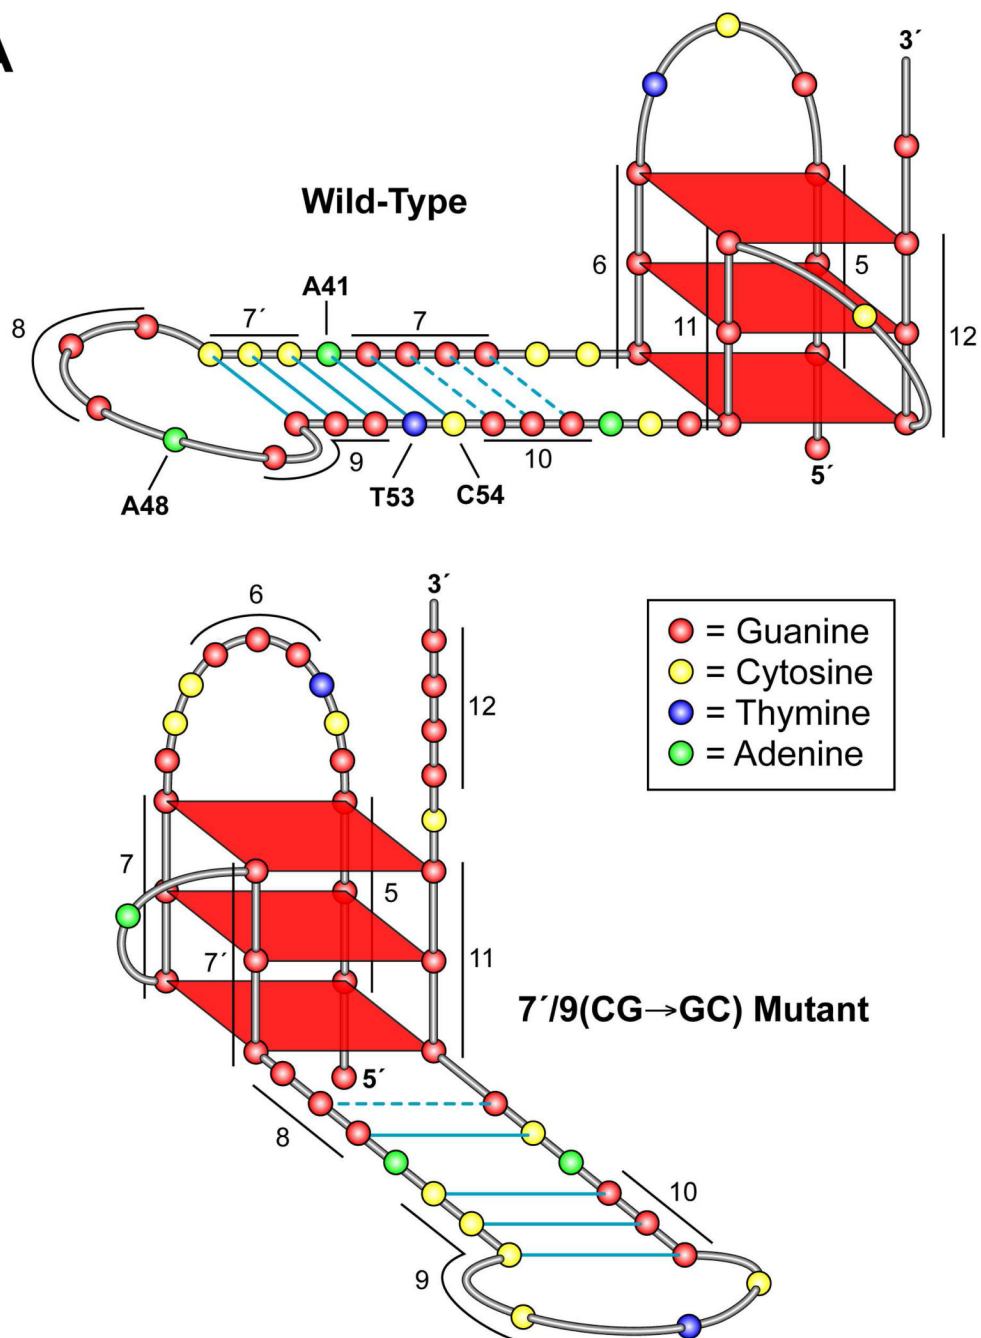 A
3´
Wild-Type
6
5
A41
7´
7
8
11
12
9
10
5´
A48
T53
C54
6
3´
12
= Guanine
= Cytosine
= Thymine
= Adenine
7
5
7´
11
7´/9(CG→GC) Mutant
5´
8
10
9